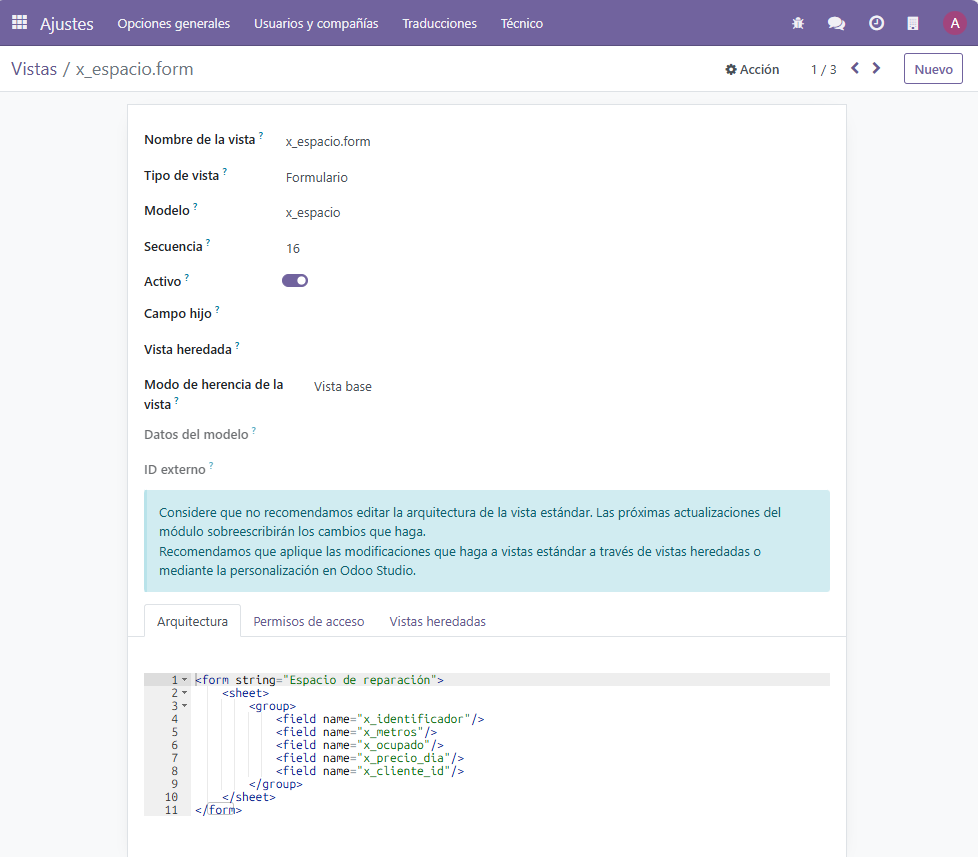 Ajustes Opciones generales Usuarios y compañías Traducciones Técnico A
Vistas / x_espacio.form Acción 1 / 3 Nuevo
Nombre de la vista ? x_espacio.form
Tipo de vista ? Formulario
Modelo ? x_espacio
Secuencia ? 16
Activo ?
Campo hijo ?
Vista heredada ?
Modo de herencia de la Vista base
vista ?
Datos del modelo ?
ID externo ?
Considere que no recomendamos editar la arquitectura de la vista estándar. Las próximas actualizaciones del
módulo sobreescribirán los cambios que haga.
Recomendamos que aplique las modificaciones que haga a vistas estándar a través de vistas heredadas o
mediante la personalización en Odoo Studio.
Arquitectura Permisos de acceso Vistas heredadas
1 <form string="Espacio de reparación">
2 <sheet>
3 <group>
4 <field name="x_identificador"/>
5 <field name="x_metros"/>
6 <field name="x_ocupado"/>
7 <field name="x_precio_dia"/>
8 <field name="x_cliente_id"/>
9 </group>
10 </sheet>
11 </form>